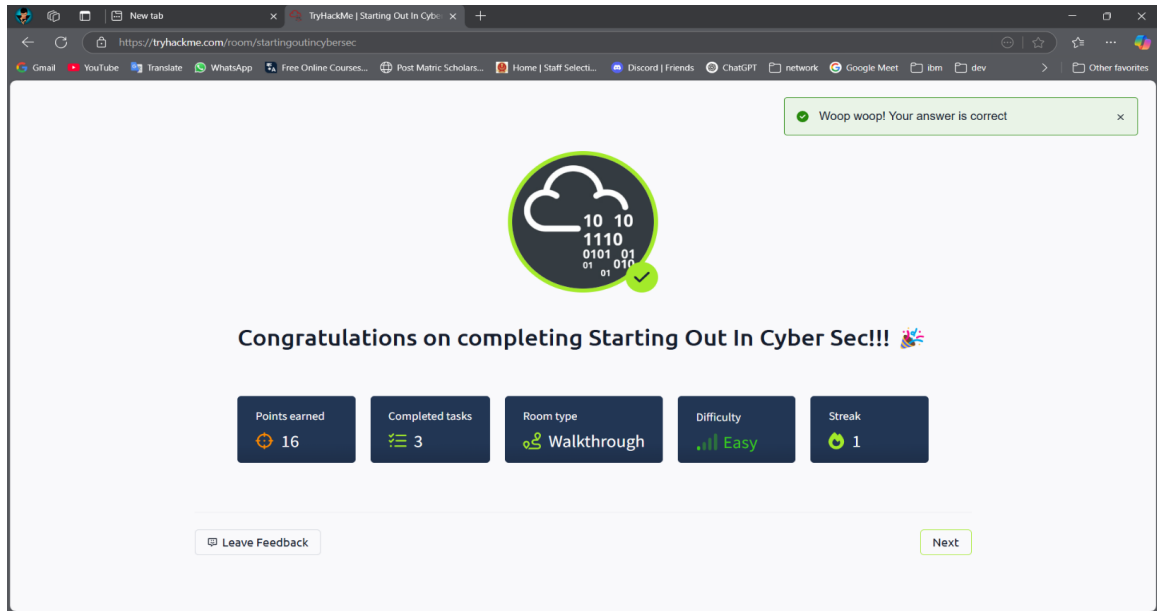 New tab
TryHackMe | Starting Out In Cybe
https://tryhackme.com/room/startingoutincybersec
Gmail YouTube Translate WhatsApp Free Online Courses... Post Matric Scholars... Home | Staff Selecti... Discord | Friends ChatGPT network Google Meet ibm dev Other favorites
Woop woop! Your answer is correct
10 10
1110
0101 01
01 010
01
Congratulations on completing Starting Out In Cyber Sec!!! 🎉
Points earned
16
Completed tasks
3
Room type
Walkthrough
Difficulty
Easy
Streak
1
Leave Feedback
Next